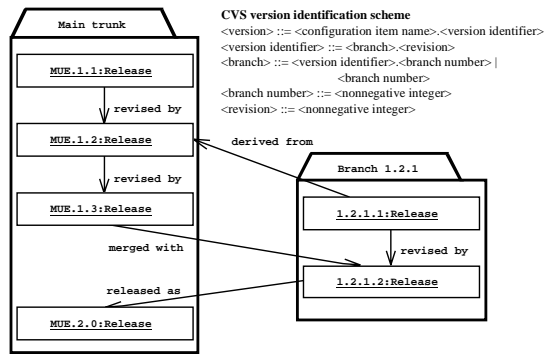 Main trunk
CVS version identification scheme
<version> ::= <configuration item name>.<version identifier>
<version identifier> ::= <branch>.<revision>
<branch> ::= <version identifier>.<branch number> |
<branch number>
<branch number> ::= <nonnegative integer>
<revision> ::= <nonnegative integer>
MUE.1.1:Release
revised by
MUE.1.2:Release
derived from
revised by
Branch 1.2.1
MUE.1.3:Release
1.2.1.1:Release
merged with
revised by
1.2.1.2:Release
released as
MUE.2.0:Release